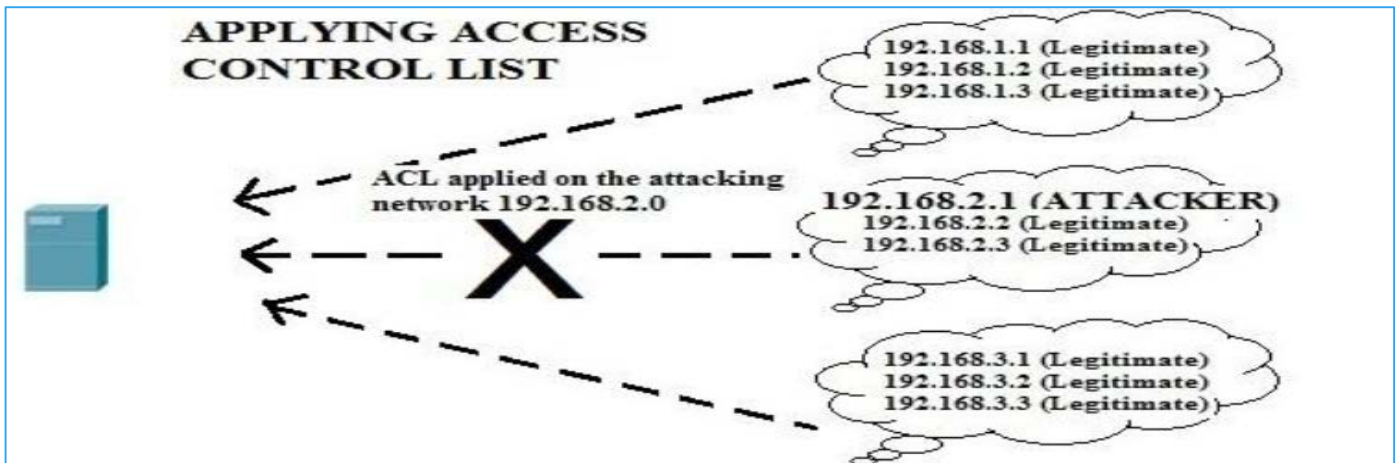 APPLYING ACCESS
CONTROL LIST
192.168.1.1 (Legitimate)
192.168.1.2 (Legitimate)
192.168.1.3 (Legitimate)
ACL applied on the attacking
network 192.168.2.0
X
192.168.2.1 (ATTACKER)
192.168.2.2 (Legitimate)
192.168.2.3 (Legitimate)
192.168.3.1 (Legitimate)
192.168.3.2 (Legitimate)
192.168.3.3 (Legitimate)